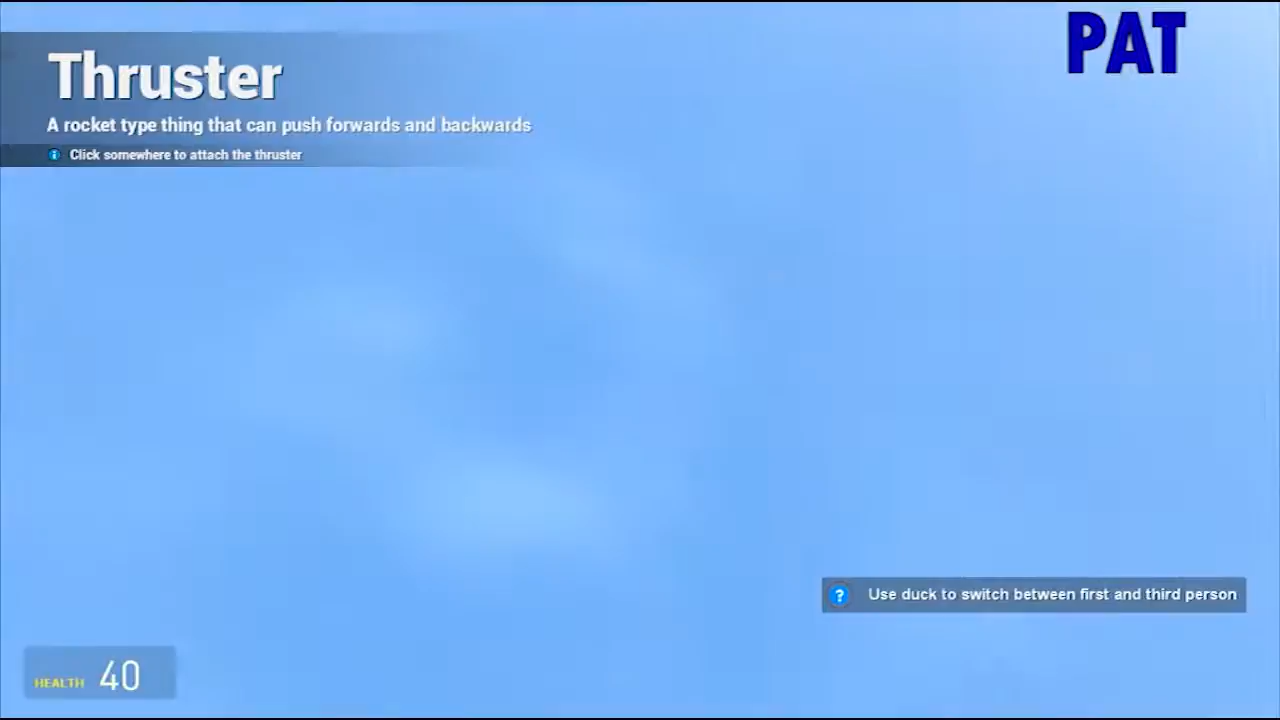 PAT
Thruster
A rocket type thing that can push forwards and backwards
Click somewhere to attach the thruster
? Use duck to switch between first and third person
HEALTH 40